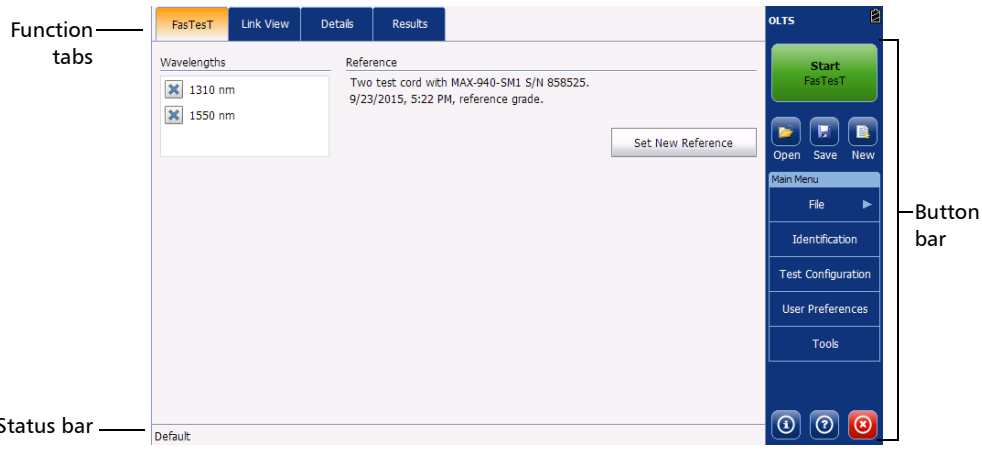 Function
tabs
FasTesT
Link View
Details
Results
Wavelengths
1310 nm
1550 nm
Reference
Two test cord with MAX-940-SM1 S/N 858525.
9/23/2015, 5:22 PM, reference grade.
Set New Reference
OLTS
Start
FasTesT
Open
Save
New
Main Menu
File
Identification
Test Configuration
User Preferences
Tools
Button
bar
Status bar
Default